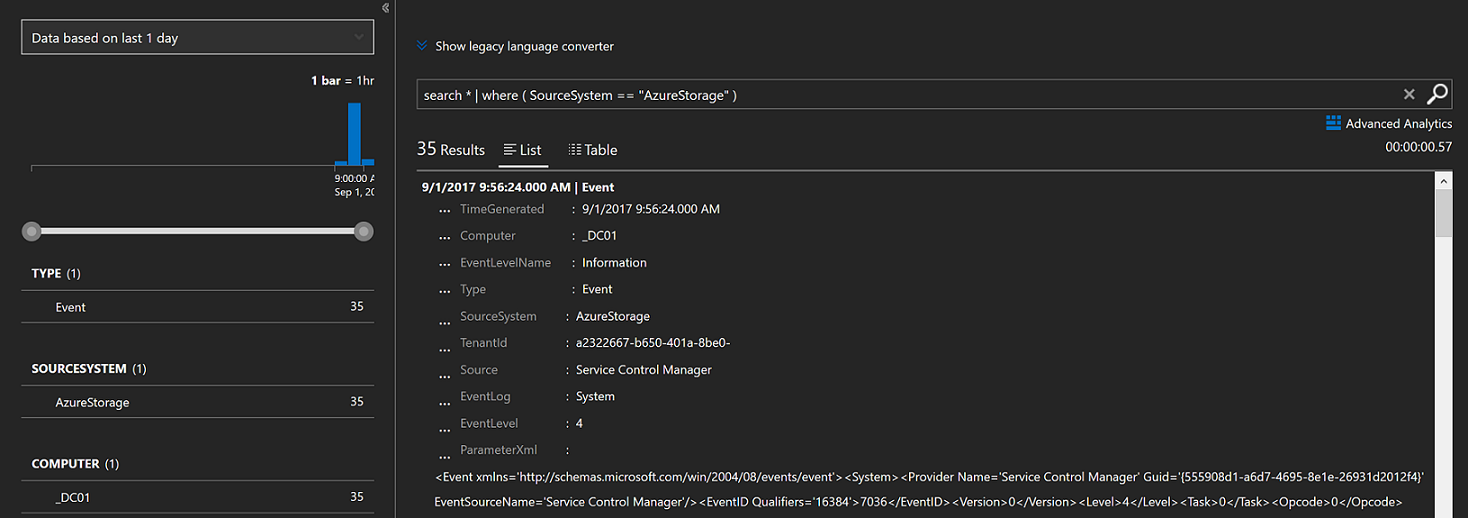 Data based on last 1 day
1 bar = 1hr
9:00:00 A
Sep 1, 20
TYPE (1)
Event 35
SOURCESYSTEM (1)
AzureStorage 35
COMPUTER (1)
_DC01 35
Show legacy language converter
search * | where ( SourceSystem == "AzureStorage" )
Advanced Analytics
35 Results List Table 00:00:00.57
9/1/2017 9:56:24.000 AM | Event
... TimeGenerated : 9/1/2017 9:56:24.000 AM
... Computer : _DC01
... EventLevelName : Information
... Type : Event
... SourceSystem : AzureStorage
... TenantId : a2322667-b650-401a-8be0-
... Source : Service Control Manager
... EventLog : System
... EventLevel : 4
... ParameterXml :
<Event xmlns='http://schemas.microsoft.com/win/2004/08/events/event'><System><Provider Name='Service Control Manager' Guid='{555908d1-a6d7-4695-8e1e-26931d2012f4}'
EventSourceName='Service Control Manager'/><EventID Qualifiers='16384'>7036</EventID><Version>0</Version><Level>4</Level><Task>0</Task><Opcode>0</Opcode>